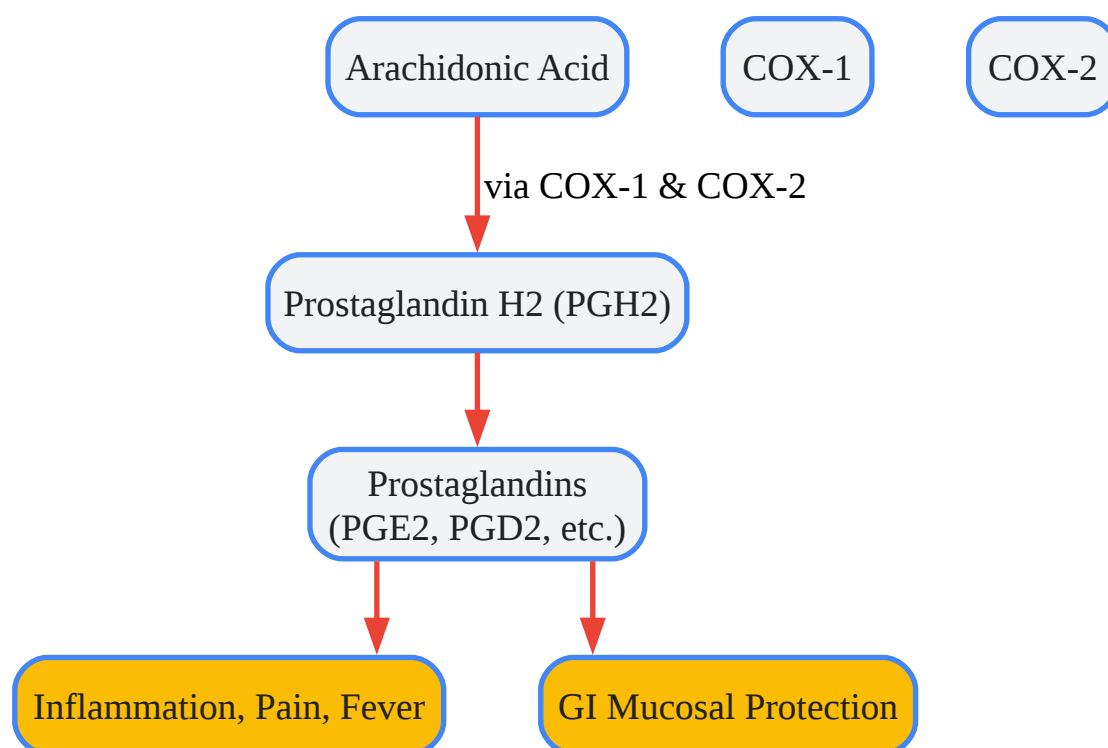 Arachidonic Acid
COX-1
COX-2
via COX-1 & COX-2
Prostaglandin H2 (PGH2)
Prostaglandins
(PGE2, PGD2, etc.)
Inflammation, Pain, Fever
GI Mucosal Protection